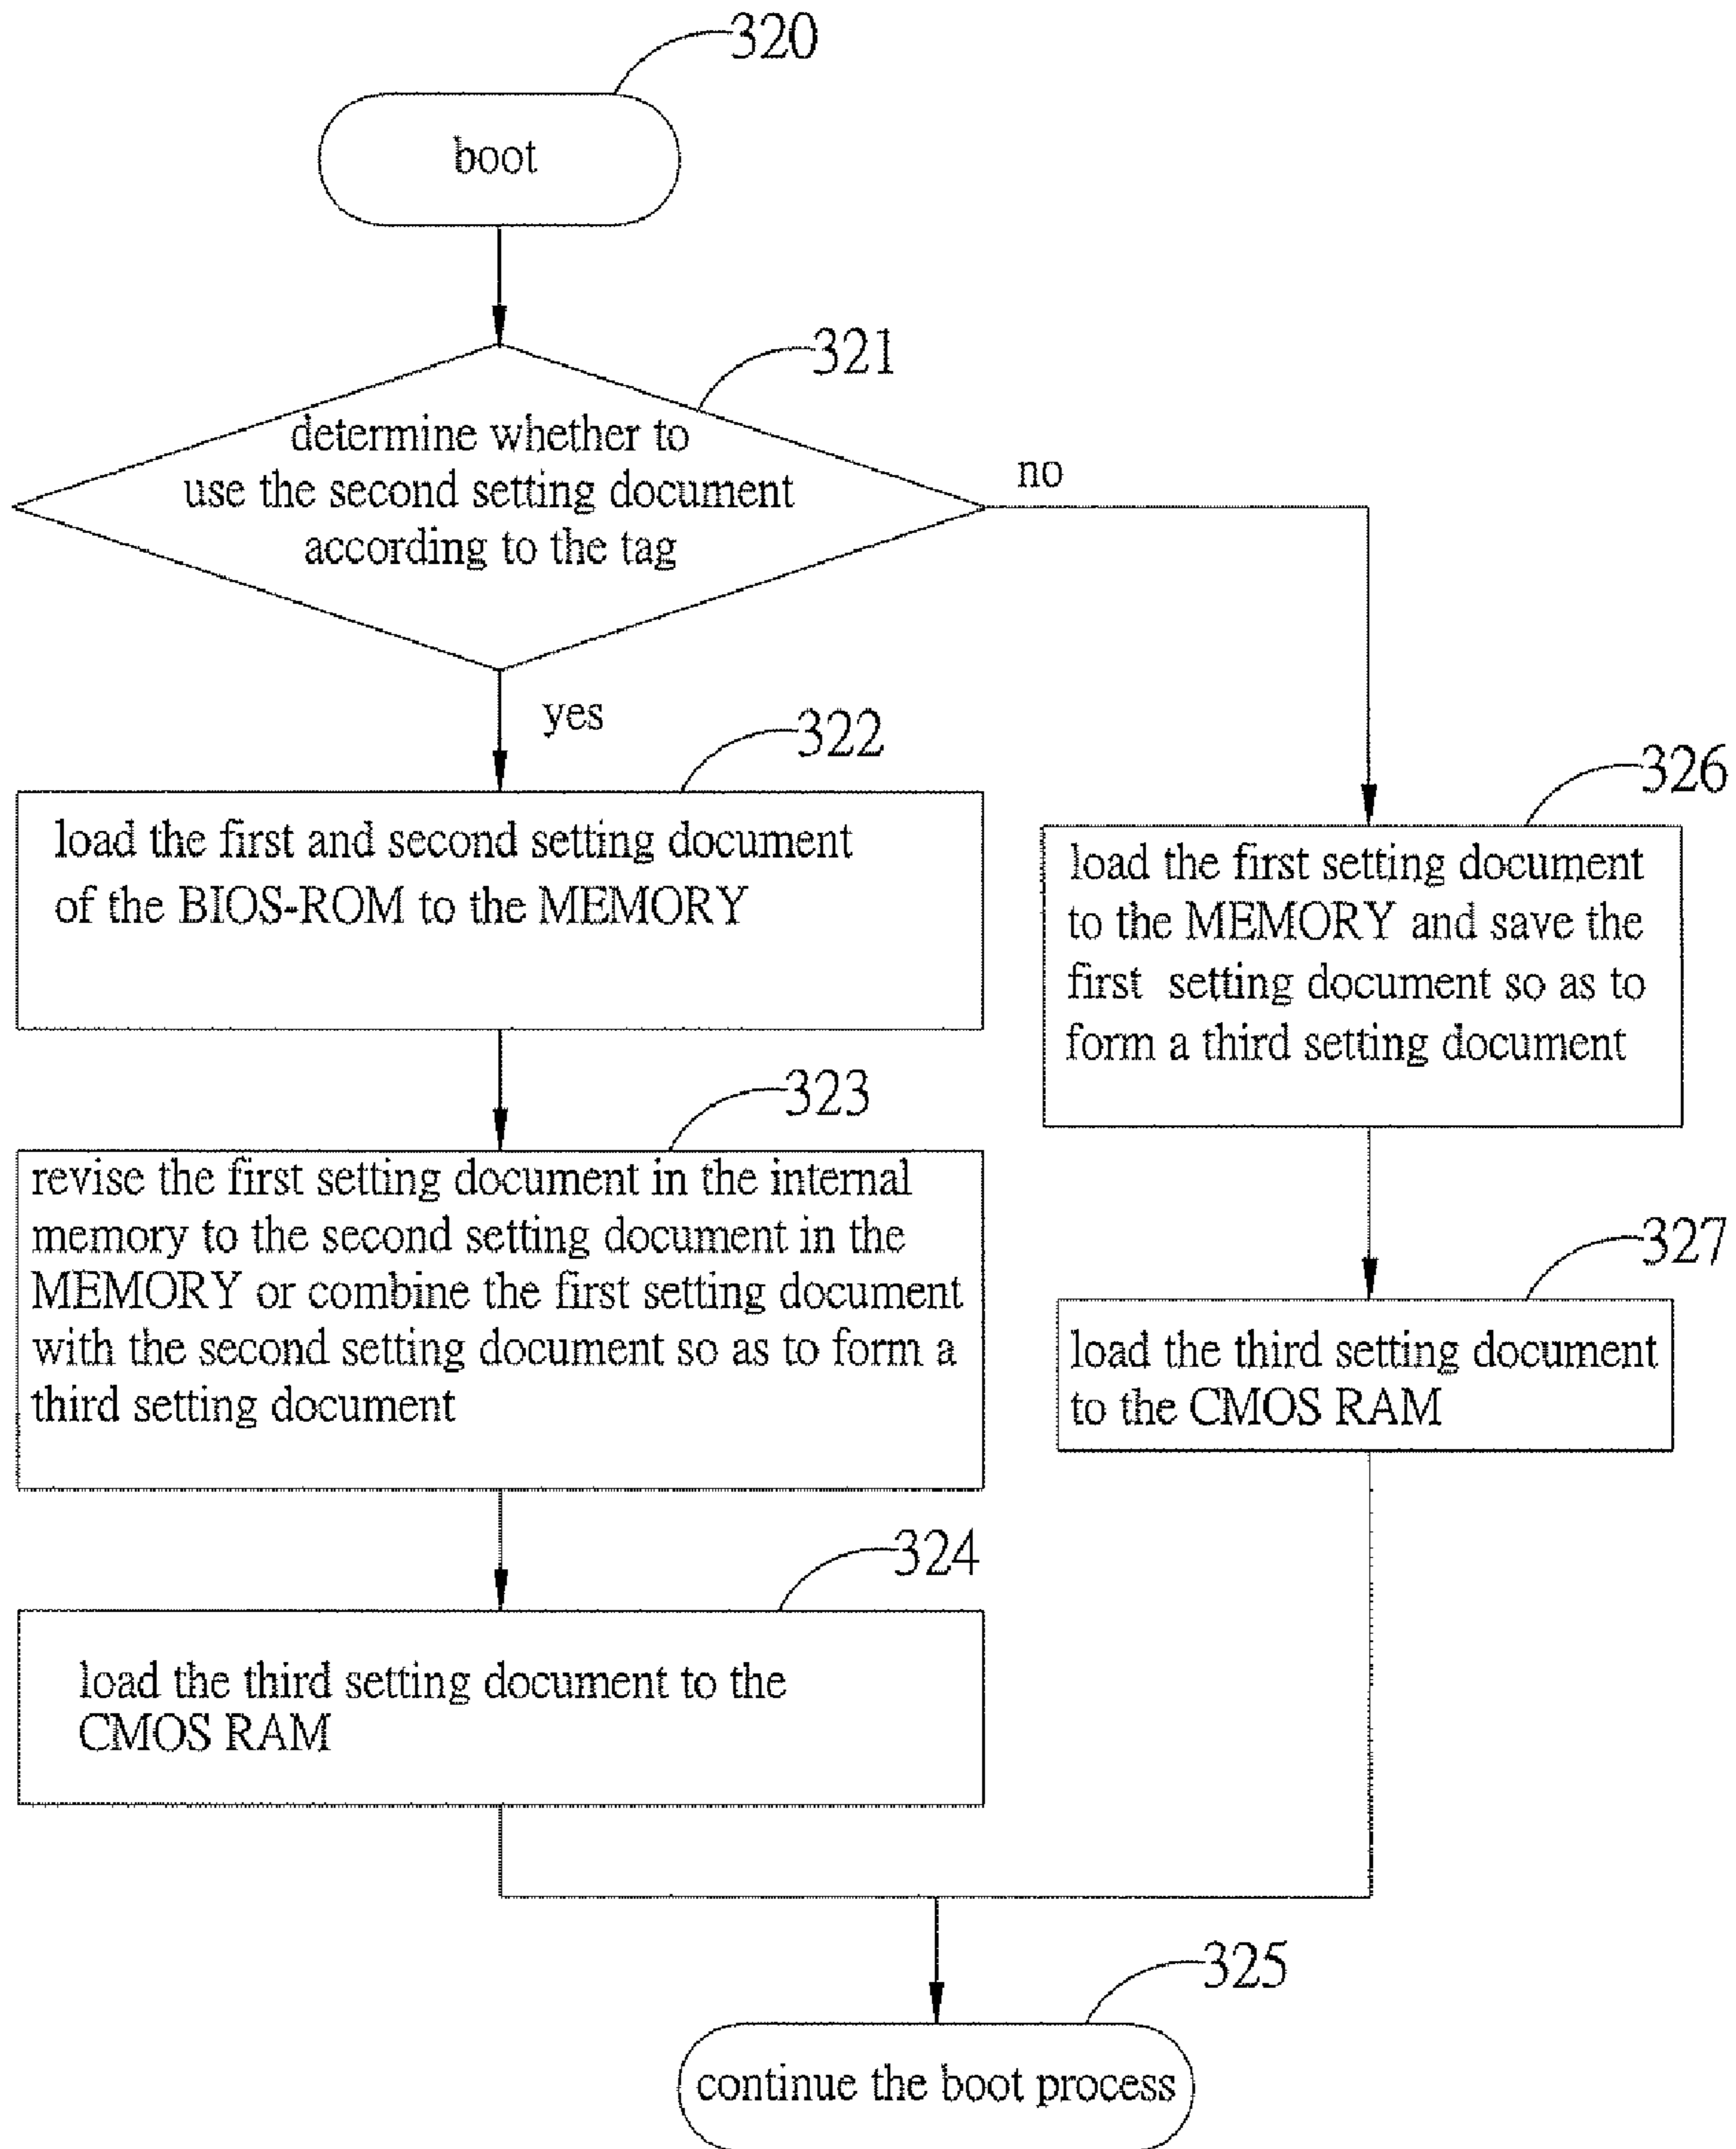 320
boot
321
determine whether to
use the second setting document
according to the tag
no
yes
322
load the first and second setting document
of the BIOS-ROM to the MEMORY
326
load the first setting document
to the MEMORY and save the
first setting document so as to
form a third setting document
323
revise the first setting document in the internal
memory to the second setting document in the
MEMORY or combine the first setting document
with the second setting document so as to form a
third setting document
327
load the third setting document
to the CMOS RAM
324
load the third setting document to the
CMOS RAM
325
continue the boot process